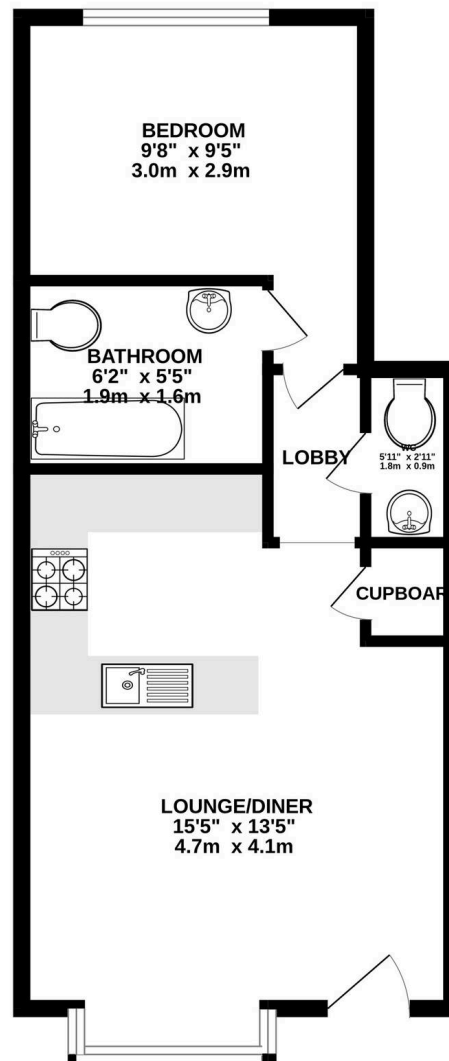 BEDROOM
9'8" x 9'5"
3.0m x 2.9m
BATHROOM
6'2" x 5'5"
1.9m x 1.6m
LOBBY
WC
5'11" x 2'11"
1.8m x 0.9m
CUPBOAR
LOUNGE/DINER
15'5" x 13'5"
4.7m x 4.1m